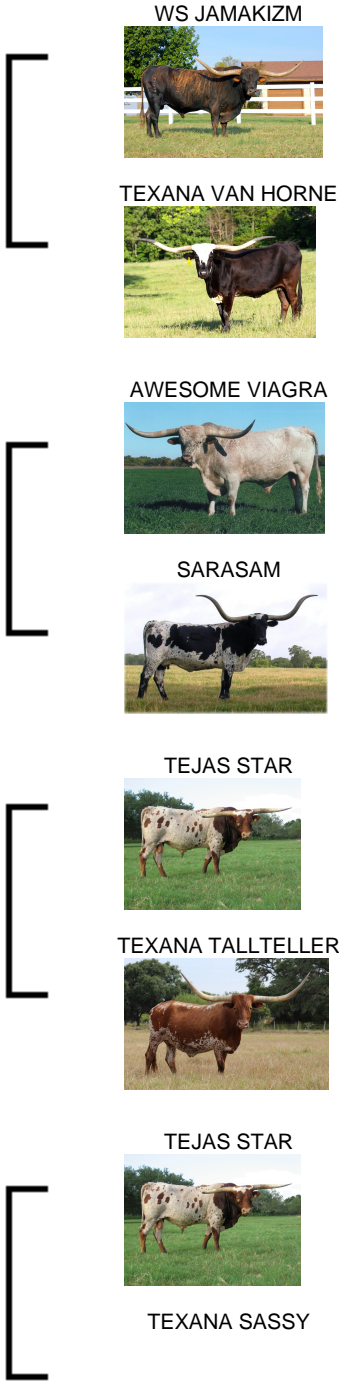 WS JAMAKIZM
TEXANA VAN HORNE
AWESOME VIAGRA
SARASAM
TEJAS STAR
TEXANA TALLTELLER
TEJAS STAR
TEXANA SASSY